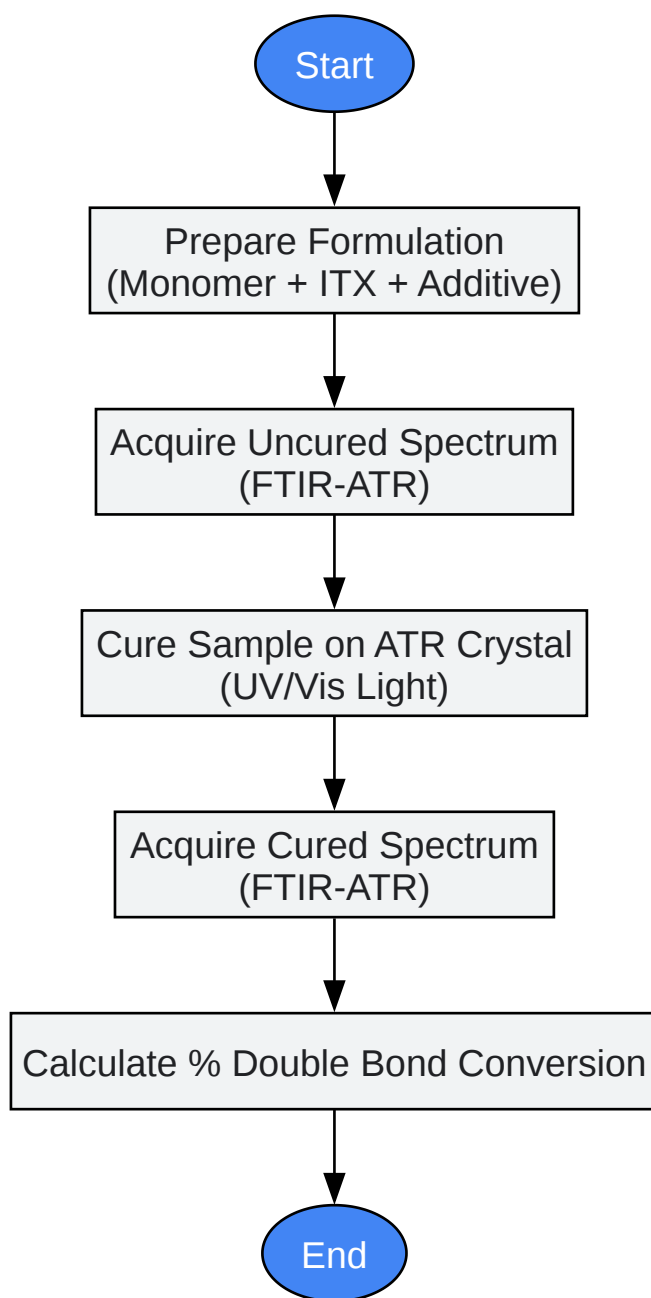 Start
Prepare Formulation
(Monomer + ITX + Additive)
Acquire Uncured Spectrum
(FTIR-ATR)
Cure Sample on ATR Crystal
(UV/Vis Light)
Acquire Cured Spectrum
(FTIR-ATR)
Calculate % Double Bond Conversion
End